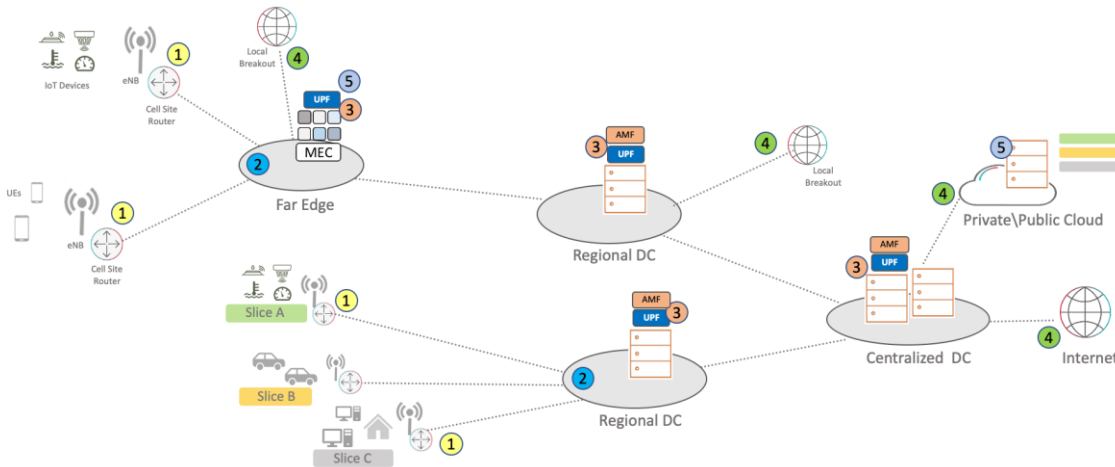 IoT Devices
eNB
1
Cell Site
Router
Local
Breakout
4
5
UPF
3
MEC
2
Far Edge
UEs
eNB
1
Cell Site
Router
AMF
3
UPF
Regional DC
4
Local
Breakout
5
4
Private\Public Cloud
AMF
3
UPF
Centralized DC
4
Internet
Slice A
1
Slice B
Slice C
1
AMF
UPF
3
2
Regional DC